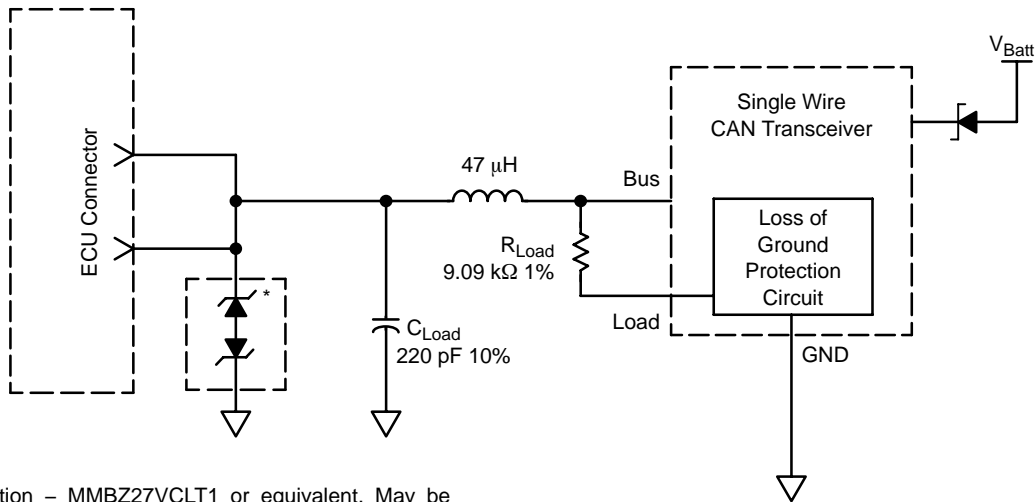 V_Batt
Single Wire
CAN Transceiver
ECU Connector
47 μH
Bus
R_Load
9.09 kΩ 1%
Loss of
Ground
Protection
Circuit
*
Load
C_Load
220 pF 10%
GND
tion – MMBZ27VCLT1 or equivalent. May be